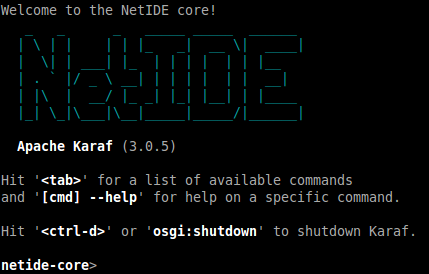 Welcome to the NetIDE core!
NetIDE
Apache Karaf (3.0.5)
Hit '<tab>' for a list of available commands
and '[cmd] --help' for help on a specific command.
Hit '<ctrl-d>' or 'osgi:shutdown' to shutdown Karaf.
netide-core>